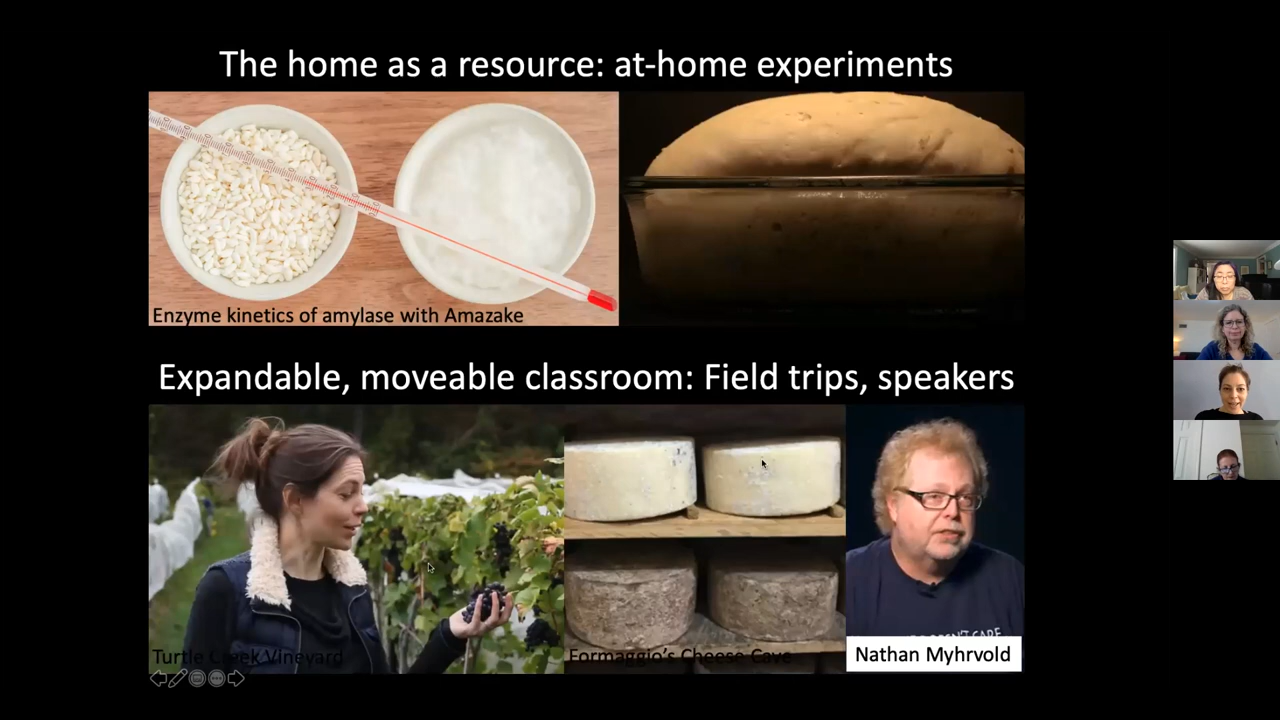 The home as a resource: at-home experiments
Enzyme kinetics of amylase with Amazake
Expandable, moveable classroom: Field trips, speakers
Turtle Creek Vineyard
Formaggio's Cheese Cave
Nathan Myhrvold